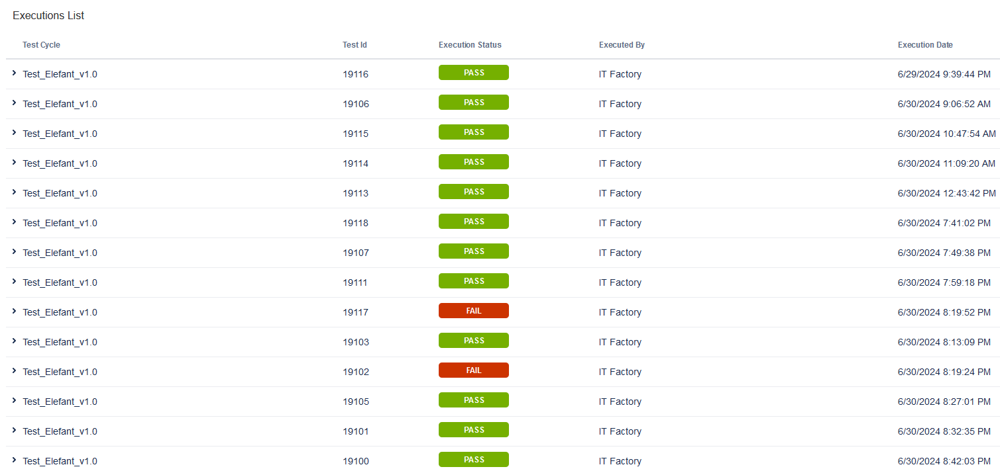 Executions List
Test Cycle Test Id Execution Status Executed By Execution Date
Test_Elefant_v1.0 19116 PASS IT Factory 6/29/2024 9:39:44 PM
Test_Elefant_v1.0 19106 PASS IT Factory 6/30/2024 9:06:52 AM
Test_Elefant_v1.0 19115 PASS IT Factory 6/30/2024 10:47:54 AM
Test_Elefant_v1.0 19114 PASS IT Factory 6/30/2024 11:09:20 AM
Test_Elefant_v1.0 19113 PASS IT Factory 6/30/2024 12:43:42 PM
Test_Elefant_v1.0 19118 PASS IT Factory 6/30/2024 7:41:02 PM
Test_Elefant_v1.0 19107 PASS IT Factory 6/30/2024 7:49:38 PM
Test_Elefant_v1.0 19111 PASS IT Factory 6/30/2024 7:59:18 PM
Test_Elefant_v1.0 19117 FAIL IT Factory 6/30/2024 8:19:52 PM
Test_Elefant_v1.0 19103 PASS IT Factory 6/30/2024 8:13:09 PM
Test_Elefant_v1.0 19102 FAIL IT Factory 6/30/2024 8:19:24 PM
Test_Elefant_v1.0 19105 PASS IT Factory 6/30/2024 8:27:01 PM
Test_Elefant_v1.0 19101 PASS IT Factory 6/30/2024 8:32:35 PM
Test_Elefant_v1.0 19100 PASS IT Factory 6/30/2024 8:42:03 PM